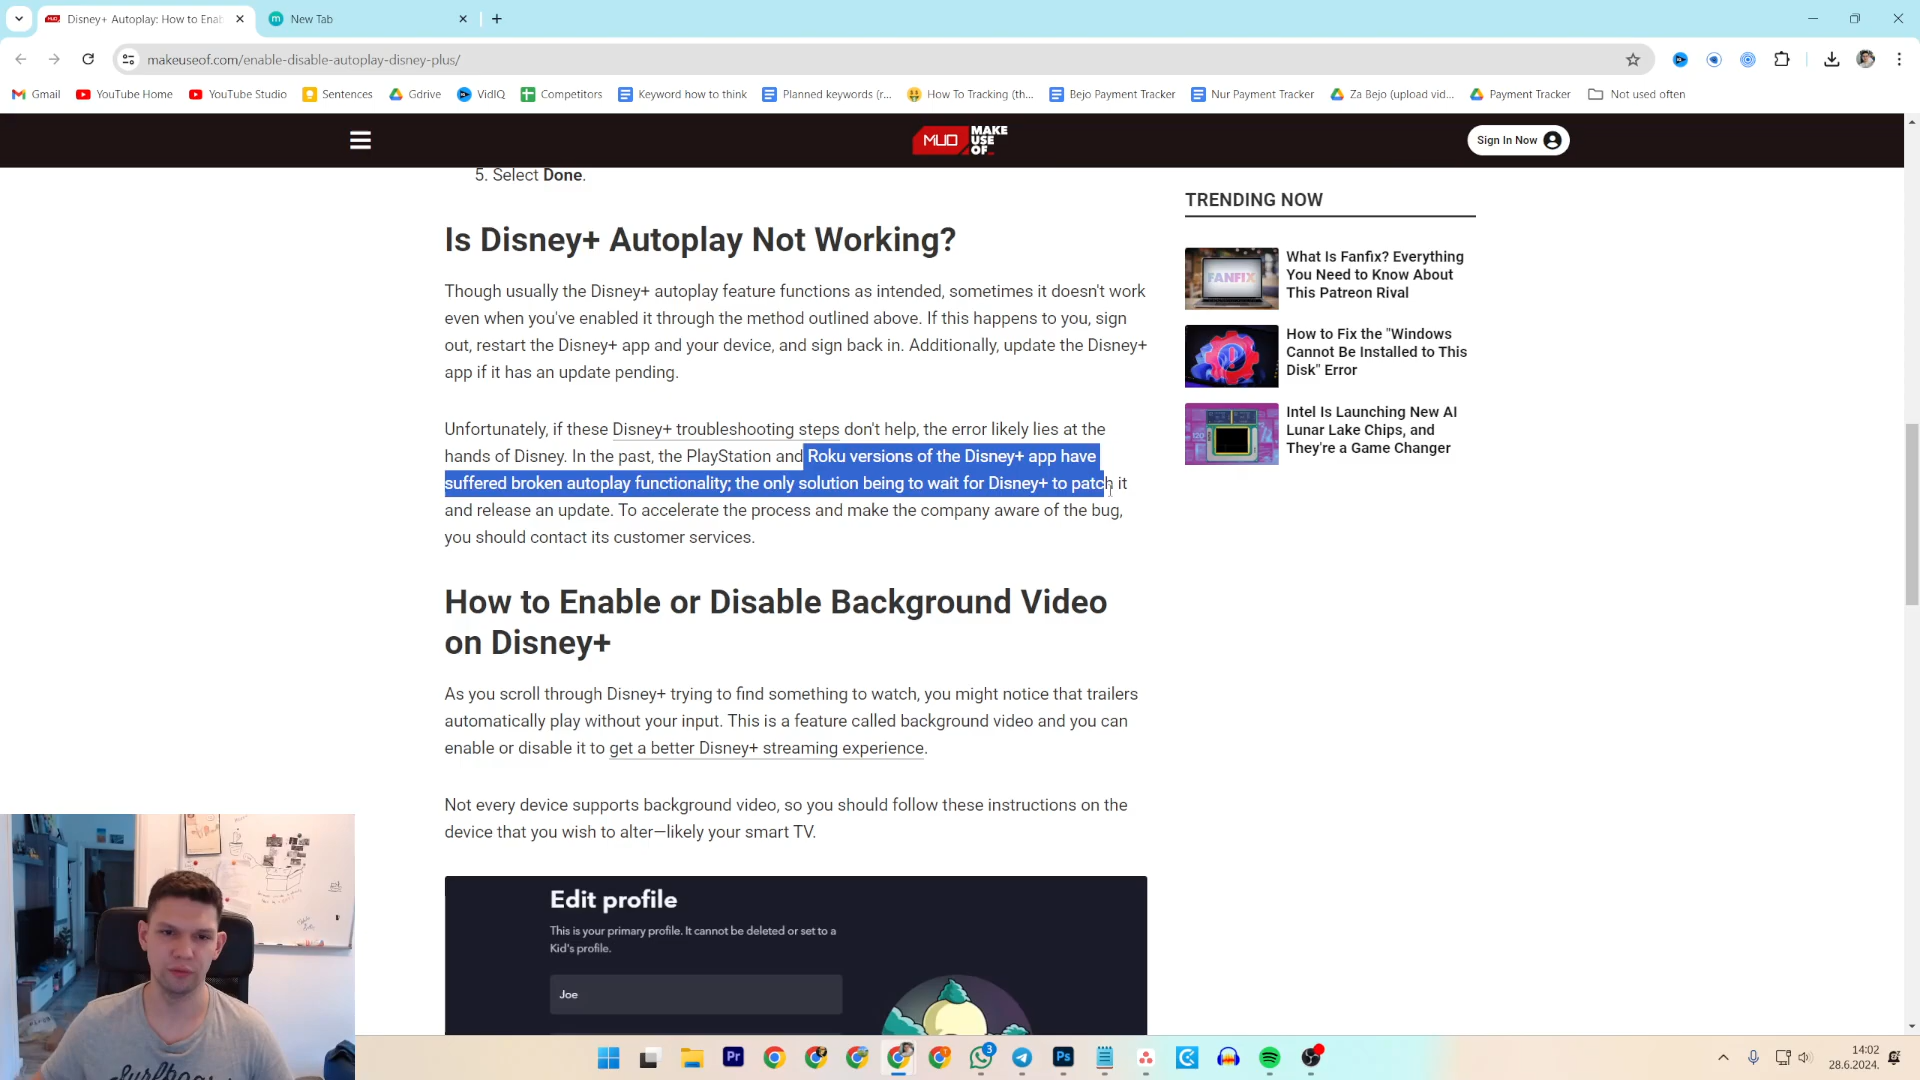 Disney+ Autoplay: How to Enab
New Tab
makeuseof.com/enable-disable-autoplay-disney-plus/
Gmail
YouTube Home
YouTube Studio
Sentences
Gdrive
VidIQ
Competitors
Keyword how to think
Planned keywords (r...
How To Tracking (th...
Bejo Payment Tracker
Nur Payment Tracker
Za Bejo (upload vid...
Payment Tracker
Not used often
MUO
MAKE
USE
OF
Sign In Now
5. Select Done.
Is Disney+ Autoplay Not Working?
Though usually the Disney+ autoplay feature functions as intended, sometimes it doesn't work
even when you've enabled it through the method outlined above. If this happens to you, sign
out, restart the Disney+ app and your device, and sign back in. Additionally, update the Disney+
app if it has an update pending.
Unfortunately, if these Disney+ troubleshooting steps don't help, the error likely lies at the
hands of Disney. In the past, the PlayStation and Roku versions of the Disney+ app have
suffered broken autoplay functionality; the only solution being to wait for Disney+ to patch it
and release an update. To accelerate the process and make the company aware of the bug,
you should contact its customer services.
How to Enable or Disable Background Video
on Disney+
As you scroll through Disney+ trying to find something to watch, you might notice that trailers
automatically play without your input. This is a feature called background video and you can
enable or disable it to get a better Disney+ streaming experience.
Not every device supports background video, so you should follow these instructions on the
device that you wish to alter—likely your smart TV.
Edit profile
This is your primary profile. It cannot be deleted or set to a
Kid's profile.
Joe
TRENDING NOW
FANFIX
What Is Fanfix? Everything
You Need to Know About
This Patreon Rival
How to Fix the "Windows
Cannot Be Installed to This
Disk" Error
Intel Is Launching New AI
Lunar Lake Chips, and
They're a Game Changer
Pr
3
Ps
14:02
28.6.2024.